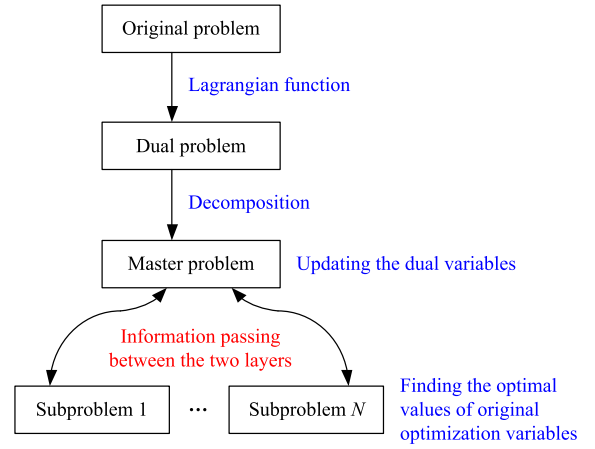 Original problem
Lagrangian function
Dual problem
Decomposition
Master problem
Updating the dual variables
Information passing
between the two layers
Subproblem 1
...
Subproblem N
Finding the optimal
values of original
optimization variables